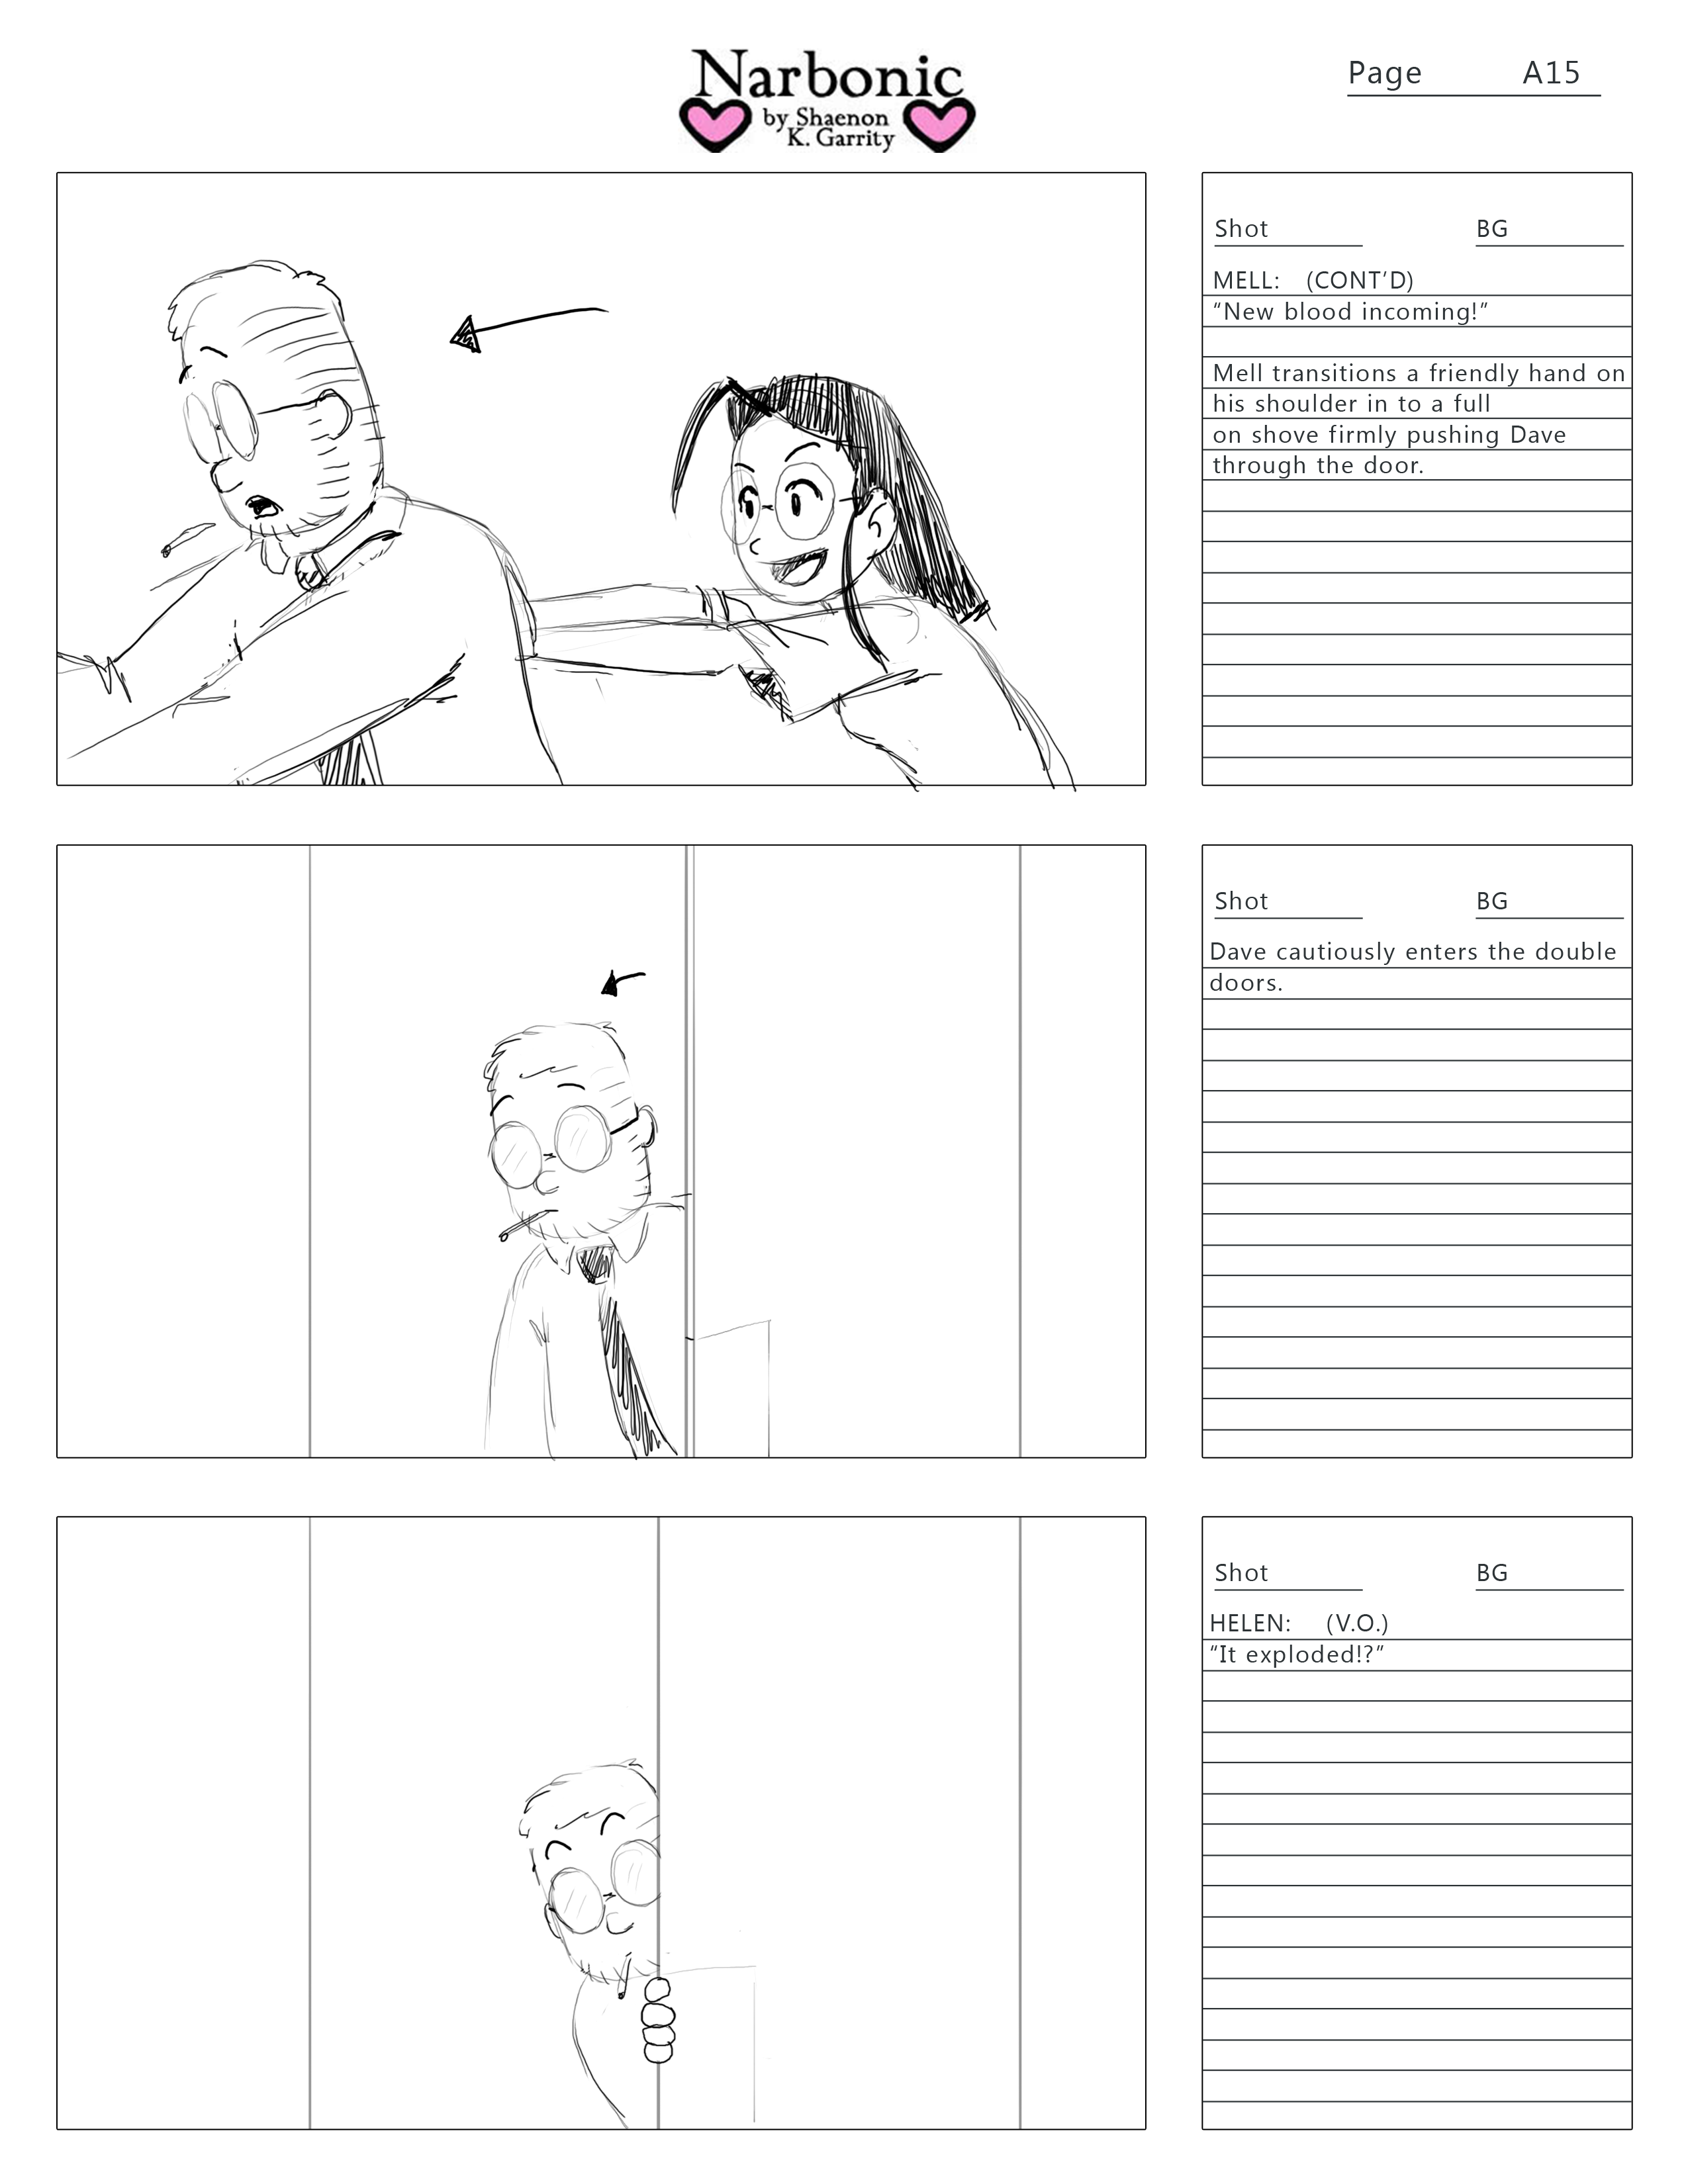 Narbonic
by Shaenon
K. Garrity
Page A15
Shot BG
MELL: (CONT’D)
“New blood incoming!”
Mell transitions a friendly hand on
his shoulder in to a full
on shove firmly pushing Dave
through the door.
Shot BG
Dave cautiously enters the double
doors.
Shot BG
HELEN: (V.O.)
“It exploded!?”